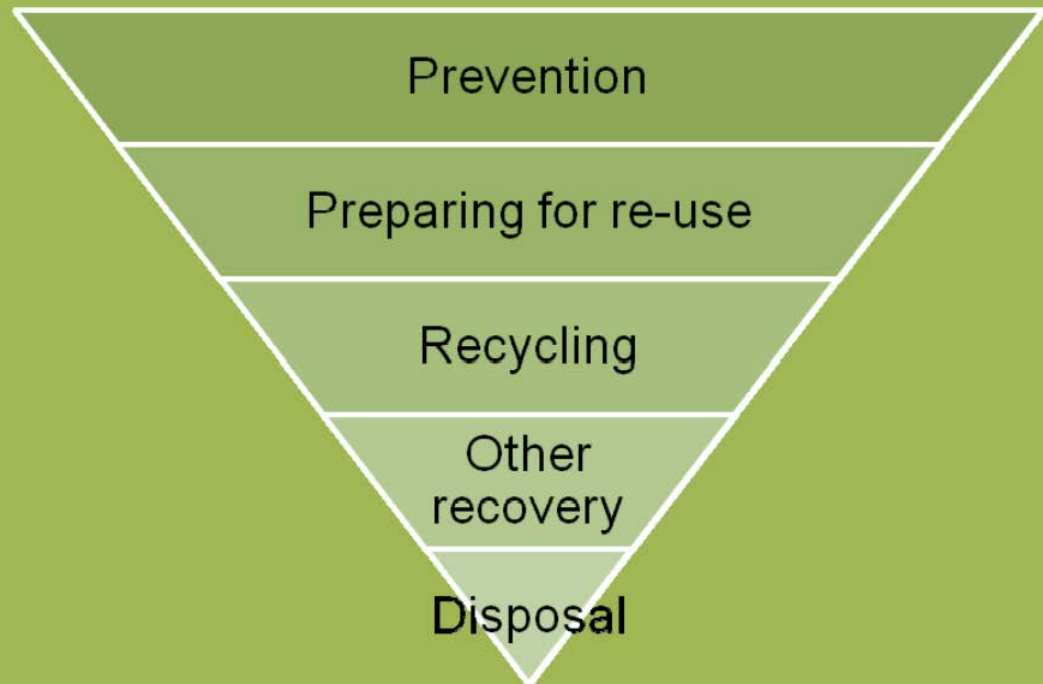 Prevention
Preparing for re-use
Recycling
Other
recovery
Disposal